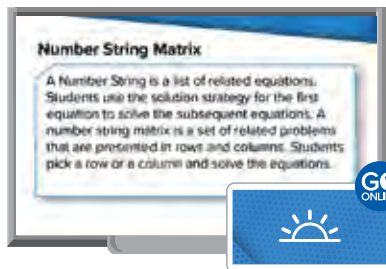 Number String Matrix
A Number String is a list of related equations.
Students use the solution strategy for the first
equation to solve the subsequent equations. A
number string matrix is a set of related problems
that are presented in rows and columns. Students
pick a row or a column and solve the equations.
GO
ONLI